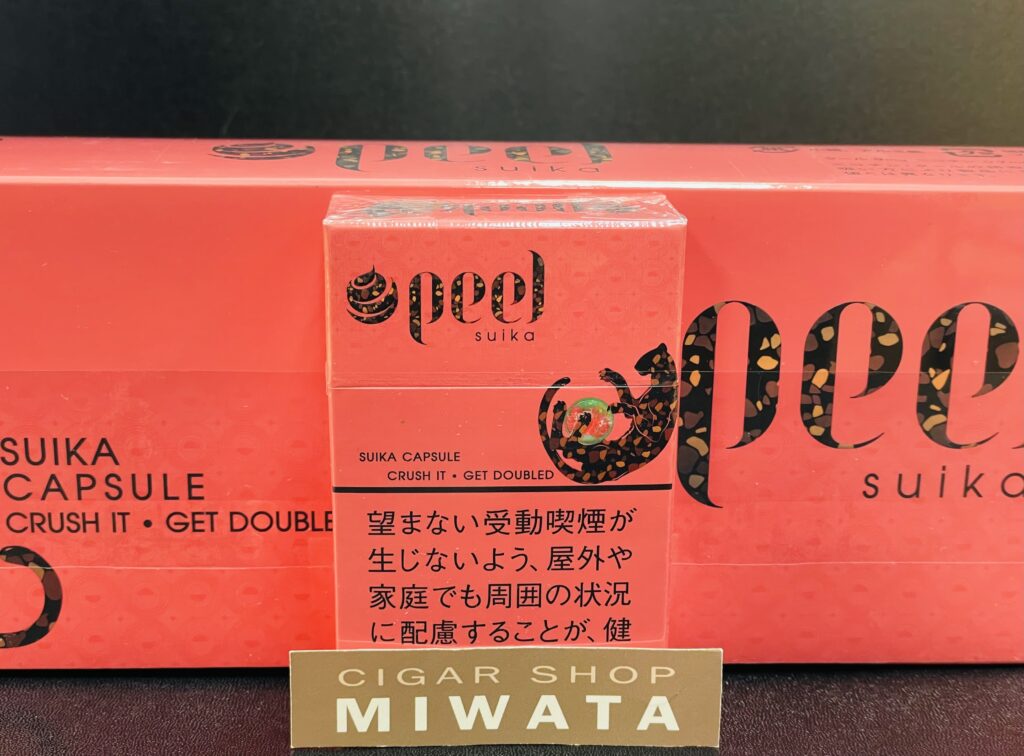 peel
suika
peel
suika
SUIKA CAPSULE
CRUSH IT • GET DOUBLED
望まない受動喫煙が
生じないよう、屋外や
家庭でも周囲の状況
に配慮することが、健
SUIKA
CAPSULE
CRUSH IT • GET DOUBLE
pee
suika
CIGAR SHOP
MIWATA